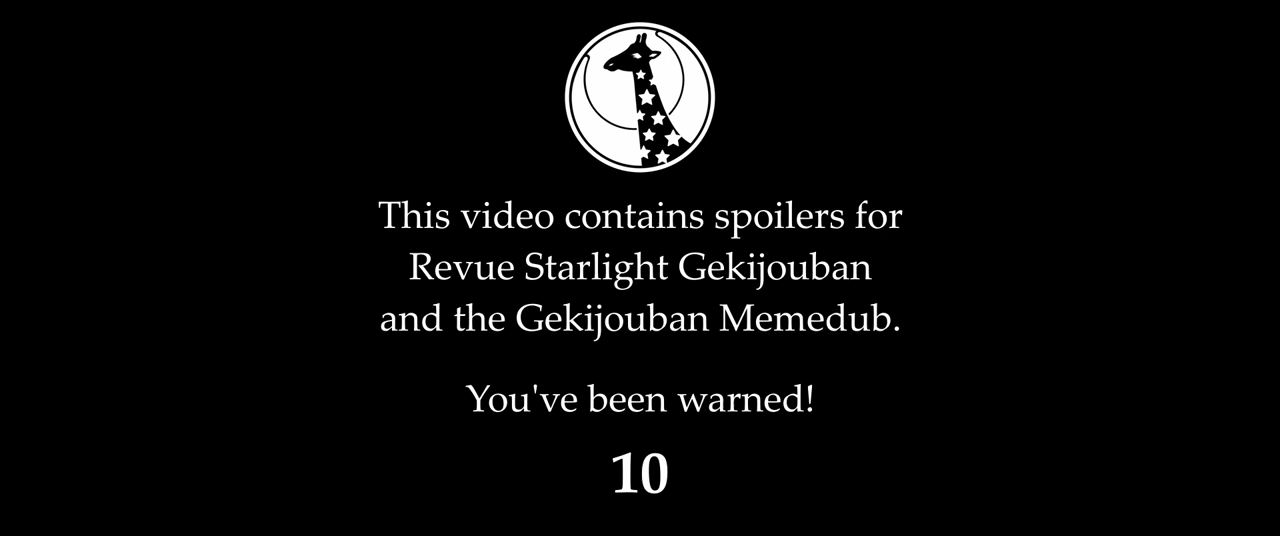 This video contains spoilers for
Revue Starlight Gekijouban
and the Gekijouban Memedub.
You've been warned!
10